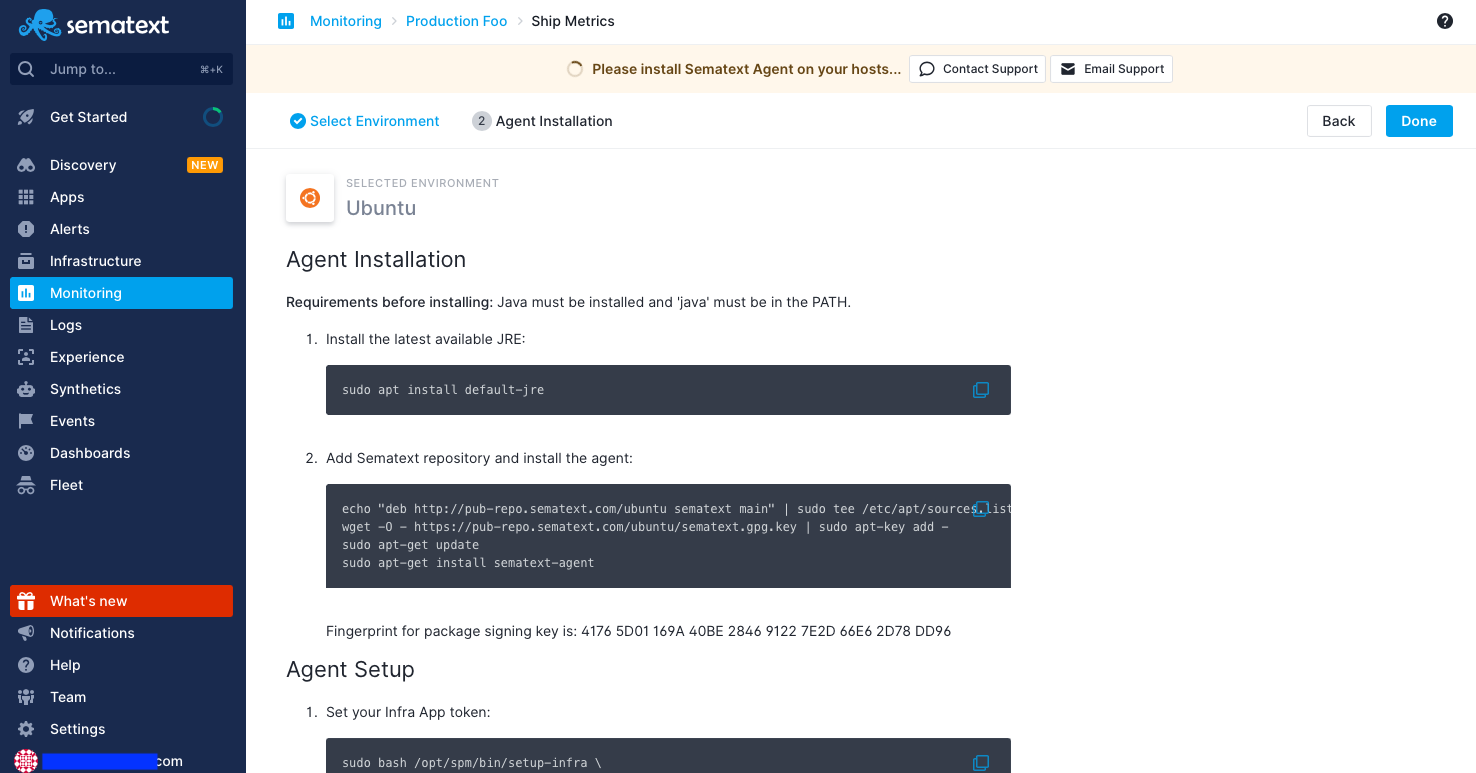 sematext
Jump to... ⌘+K
Get Started
Discovery NEW
Apps
Alerts
Infrastructure
Monitoring
Logs
Experience
Synthetics
Events
Dashboards
Fleet
What's new
Notifications
Help
Team
Settings
com
Monitoring > Production Foo > Ship Metrics
?
Please install Sematext Agent on your hosts... Contact Support Email Support
Select Environment 2 Agent Installation Back Done
SELECTED ENVIRONMENT
Ubuntu
Agent Installation
Requirements before installing: Java must be installed and 'java' must be in the PATH.
1. Install the latest available JRE:
sudo apt install default-jre
2. Add Sematext repository and install the agent:
echo "deb http://pub-repo.sematext.com/ubuntu sematext main" | sudo tee /etc/apt/sources.list
wget -O - https://pub-repo.sematext.com/ubuntu/sematext.gpg.key | sudo apt-key add -
sudo apt-get update
sudo apt-get install sematext-agent
Fingerprint for package signing key is: 4176 5D01 169A 40BE 2846 9122 7E2D 66E6 2D78 DD96
Agent Setup
1. Set your Infra App token:
sudo bash /opt/spm/bin/setup-infra \